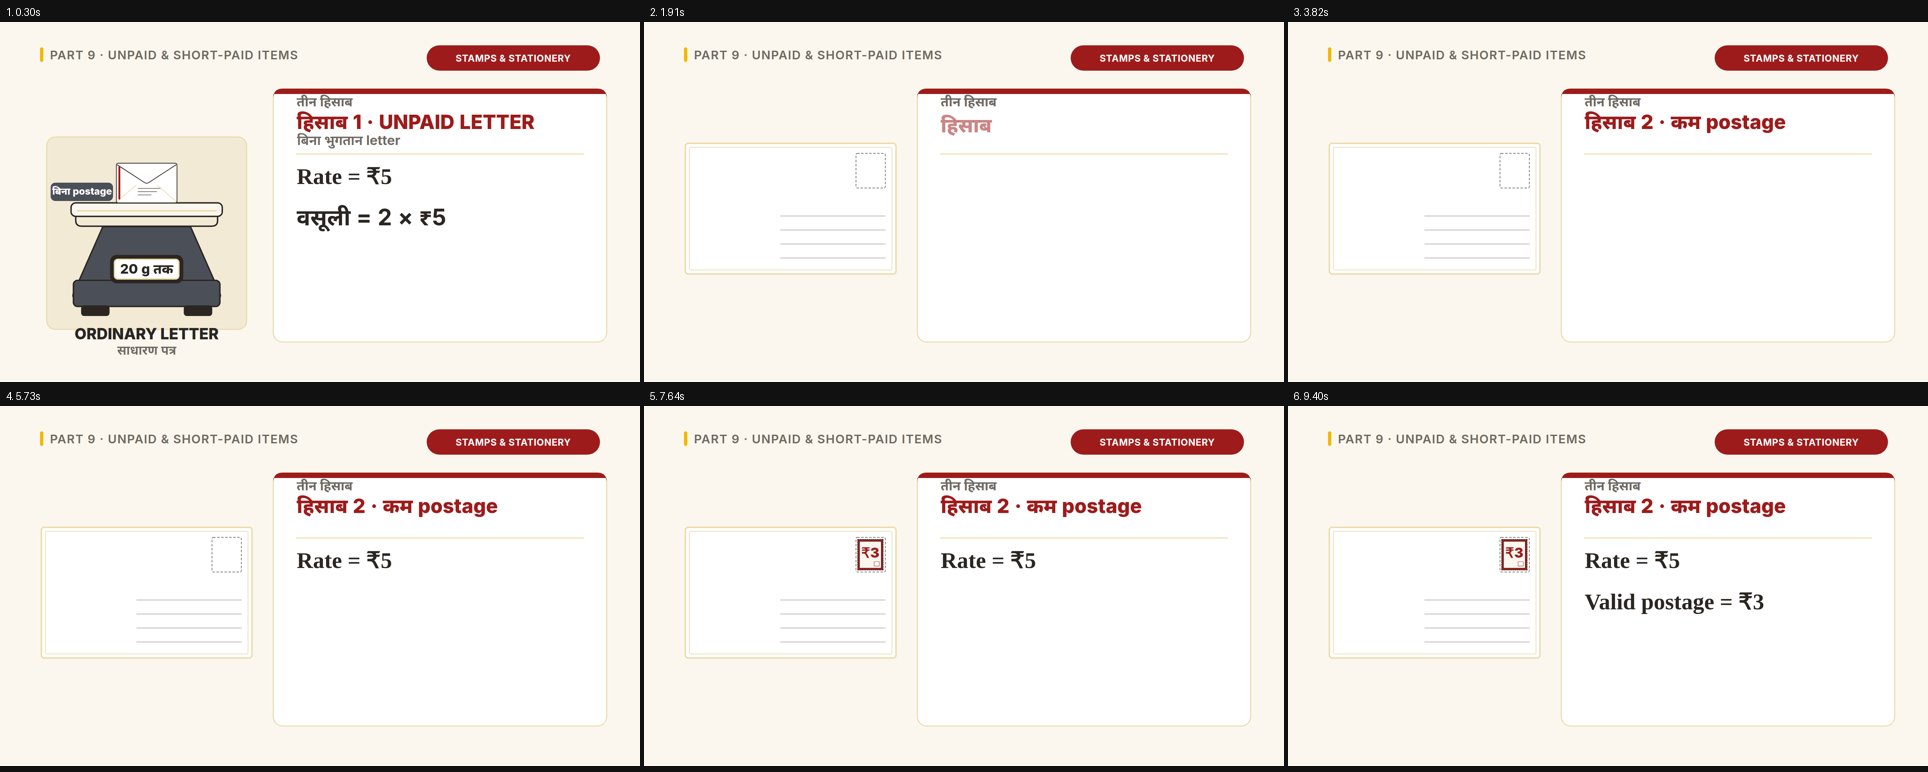 1. 0.30s
PART 9 · UNPAID & SHORT-PAID ITEMS
STAMPS & STATIONERY
तीन हिसाब
हिसाब 1 · UNPAID LETTER
बिना भुगतान letter
Rate = ₹5
वसूली = 2 × ₹5
बिना postage
20 g तक
ORDINARY LETTER
साधारण पत्र
2. 1.91s
PART 9 · UNPAID & SHORT-PAID ITEMS
STAMPS & STATIONERY
तीन हिसाब
हिसाब
3. 3.82s
PART 9 · UNPAID & SHORT-PAID ITEMS
STAMPS & STATIONERY
तीन हिसाब
हिसाब 2 · कम postage
4. 5.73s
PART 9 · UNPAID & SHORT-PAID ITEMS
STAMPS & STATIONERY
तीन हिसाब
हिसाब 2 · कम postage
Rate = ₹5
5. 7.64s
PART 9 · UNPAID & SHORT-PAID ITEMS
STAMPS & STATIONERY
तीन हिसाब
हिसाब 2 · कम postage
₹3
Rate = ₹5
6. 9.40s
PART 9 · UNPAID & SHORT-PAID ITEMS
STAMPS & STATIONERY
तीन हिसाब
हिसाब 2 · कम postage
₹3
Rate = ₹5
Valid postage = ₹3